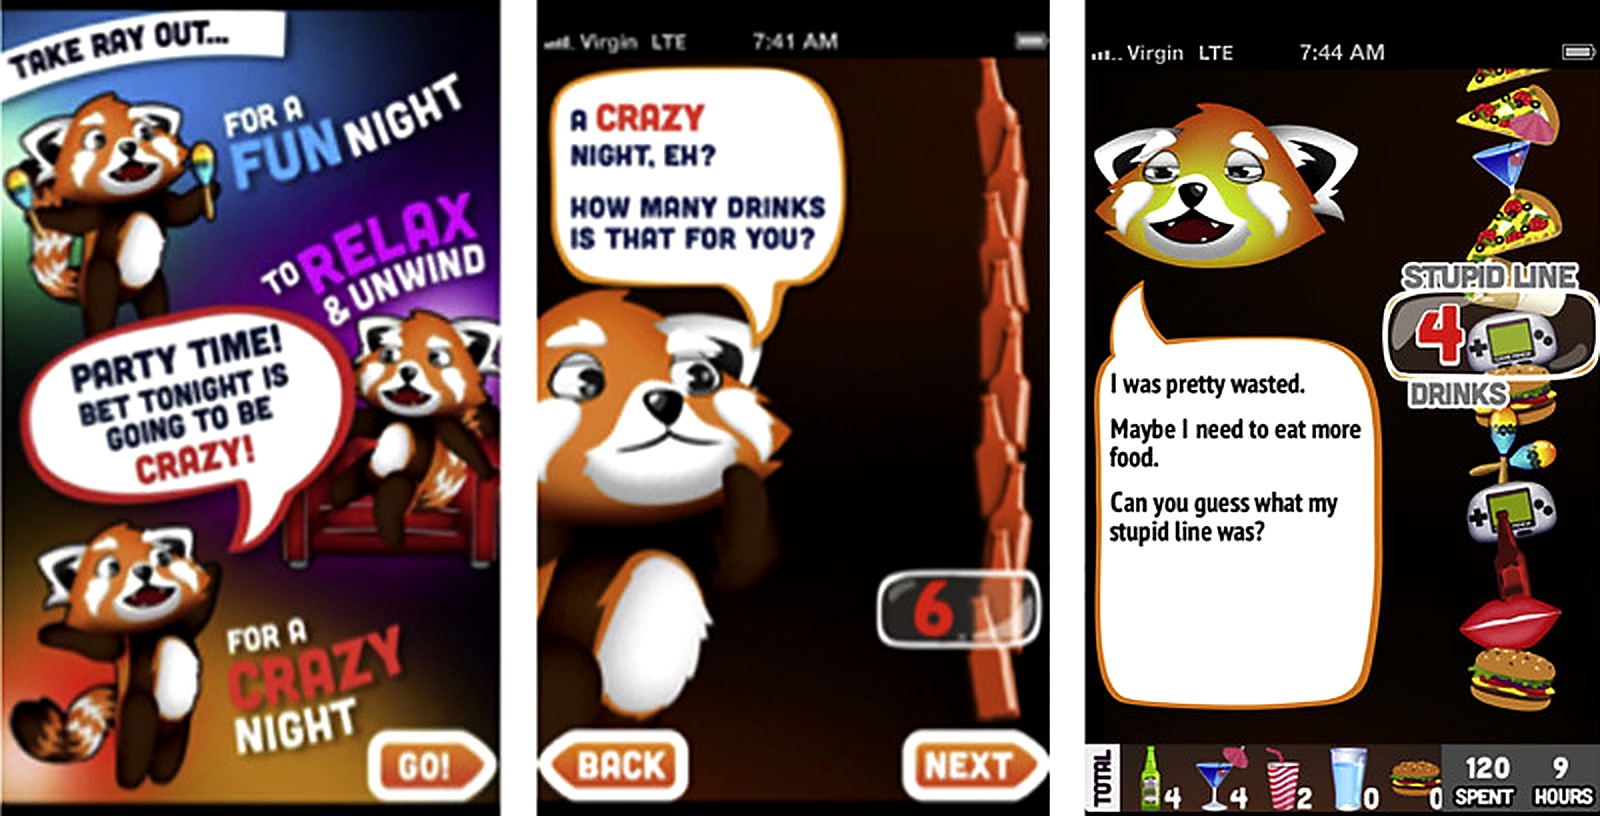 TAKE RAY OUT...
FOR A
FUN NIGHT
TO RELAX
& UNWIND
PARTY TIME!
BET TONIGHT IS
GOING TO BE
CRAZY!
FOR A
CRAZY
NIGHT
GO!
Virgin LTE 7:41 AM
A CRAZY
NIGHT, EH?
HOW MANY DRINKS
IS THAT FOR YOU?
6
BACK
NEXT
Virgin LTE 7:44 AM
STUPID LINE
4
DRINKS
I was pretty wasted.
Maybe I need to eat more
food.
Can you guess what my
stupid line was?
TOTAL
4 4 2 0 0
120 9
SPENT HOURS